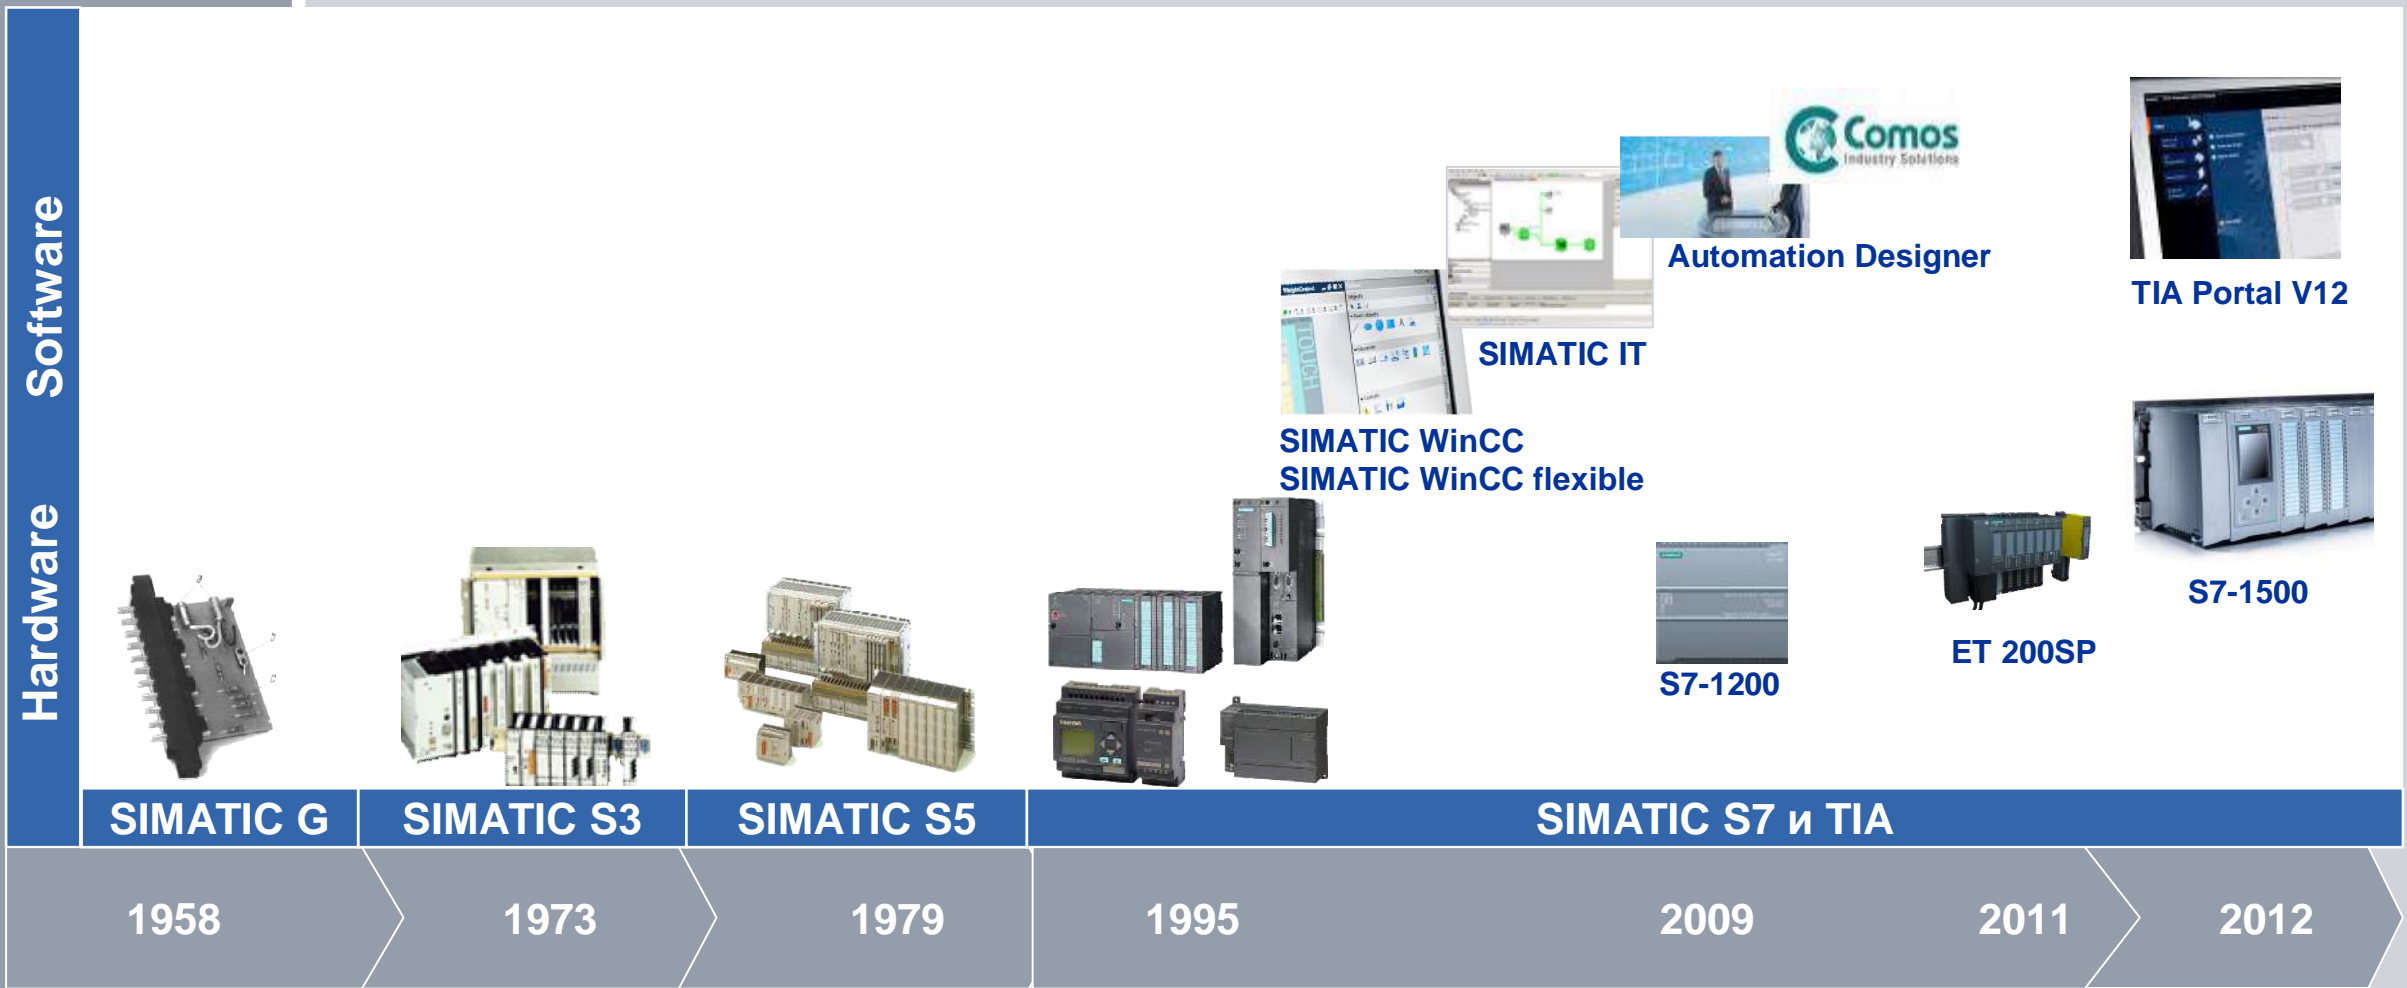 Software
Hardware
Comos
Industry Solutions
Automation Designer
TIA Portal V12
SIMATIC IT
TOUCH
SIMATIC WinCC
SIMATIC WinCC flexible
S7-1500
ET 200SP
S7-1200
SIMATIC G
SIMATIC S3
SIMATIC S5
SIMATIC S7 и TIA
1958
1973
1979
1995
2009
2011
2012